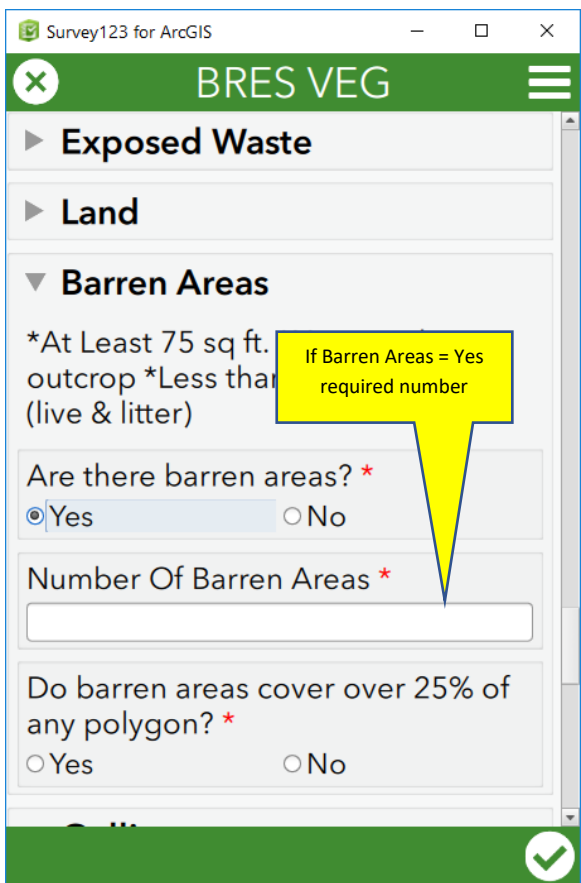 Survey123 for ArcGIS
BRES VEG
Exposed Waste
Land
Barren Areas
*At Least 75 sq ft.
outcrop *Less than
(live & litter)
If Barren Areas = Yes
required number
Are there barren areas? *
Yes No
Number Of Barren Areas *
Do barren areas cover over 25% of
any polygon? *
Yes No